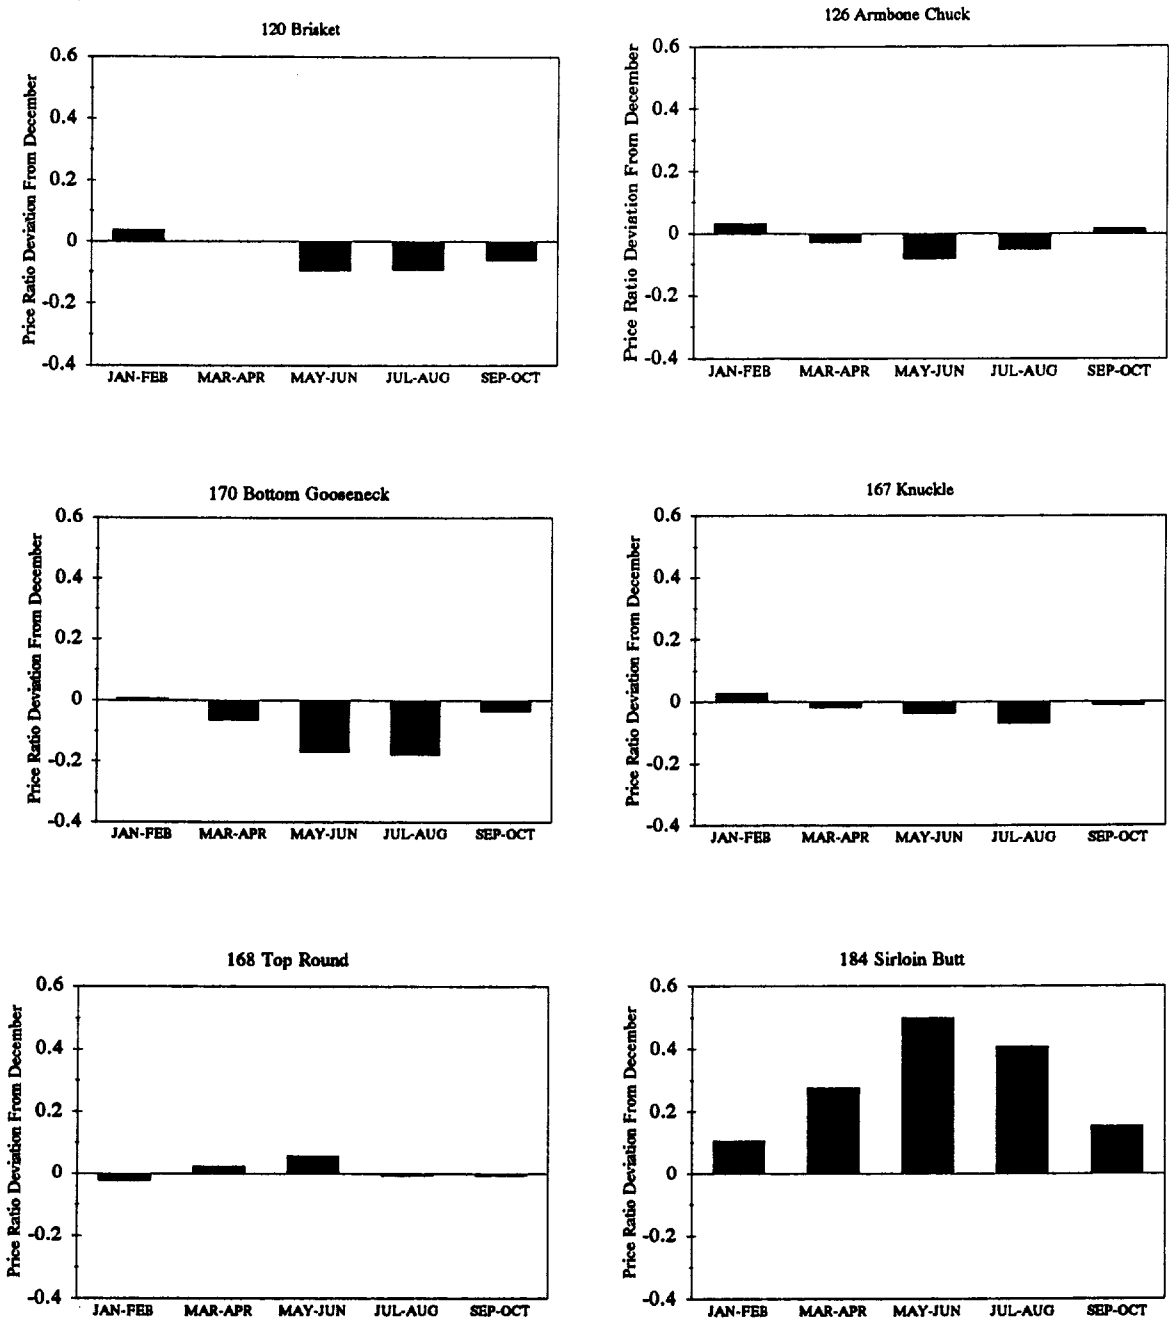 120 Brisket
Price Ratio Deviation From December
0.6
0.4
0.2
0
-0.2
-0.4
JAN-FEB MAR-APR MAY-JUN JUL-AUG SEP-OCT
126 Armbone Chuck
Price Ratio Deviation From December
0.6
0.4
0.2
0
-0.2
-0.4
JAN-FEB MAR-APR MAY-JUN JUL-AUG SEP-OCT
170 Bottom Gooseneck
Price Ratio Deviation From December
0.6
0.4
0.2
0
-0.2
-0.4
JAN-FEB MAR-APR MAY-JUN JUL-AUG SEP-OCT
167 Knuckle
Price Ratio Deviation From December
0.6
0.4
0.2
0
-0.2
-0.4
JAN-FEB MAR-APR MAY-JUN JUL-AUG SEP-OCT
168 Top Round
Price Ratio Deviation From December
0.6
0.4
0.2
0
-0.2
-0.4
JAN-FEB MAR-APR MAY-JUN JUL-AUG SEP-OCT
184 Sirloin Butt
Price Ratio Deviation From December
0.6
0.4
0.2
0
-0.2
-0.4
JAN-FEB MAR-APR MAY-JUN JUL-AUG SEP-OCT